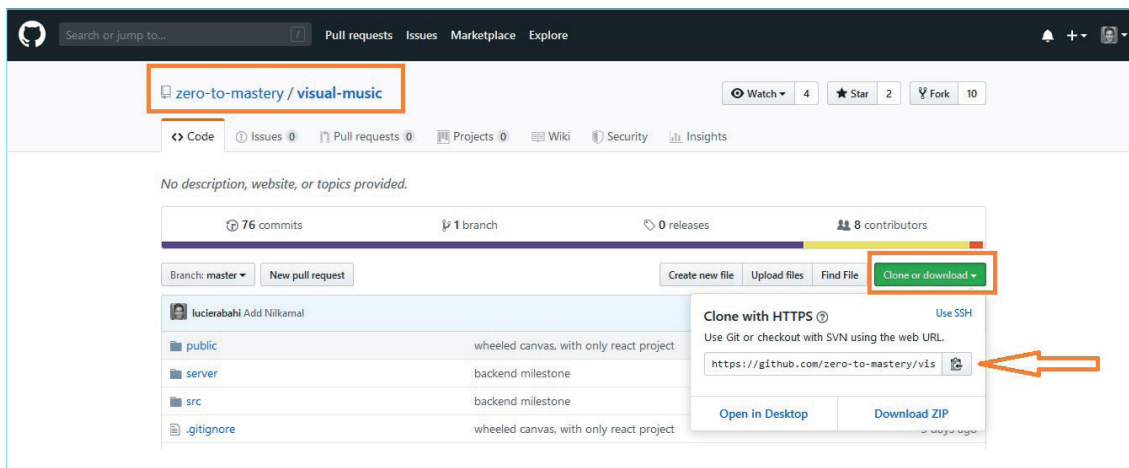 Search or jump to... / Pull requests Issues Marketplace Explore
zero-to-mastery / visual-music
Watch 4 Star 2 Fork 10
Code Issues 0 Pull requests 0 Projects 0 Wiki Security Insights
No description, website, or topics provided.
76 commits 1 branch 0 releases 8 contributors
Branch: master New pull request Create new file Upload files Find File Clone or download
lucierabahi Add Nilkamal
public wheeled canvas, with only react project
server backend milestone
src backend milestone
.gitignore wheeled canvas, with only react project
Clone with HTTPS Use SSH
Use Git or checkout with SVN using the web URL.
https://github.com/zero-to-mastery/vis
Open in Desktop Download ZIP
days ago